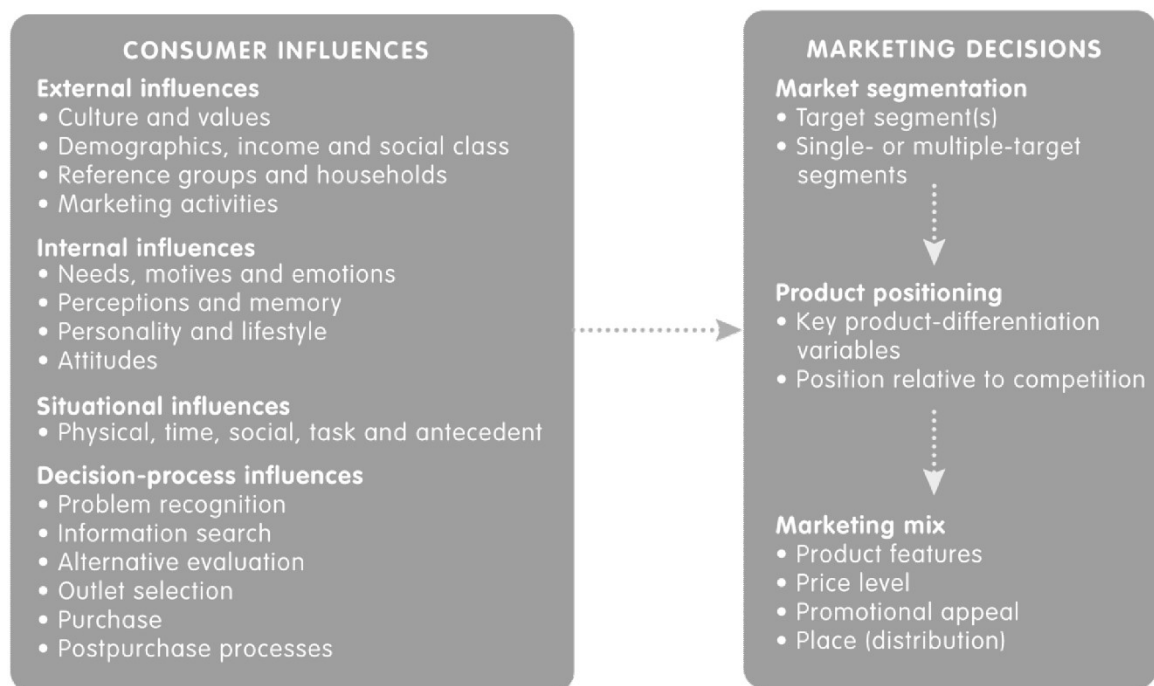 CONSUMER INFLUENCES
External influences
• Culture and values
• Demographics, income and social class
• Reference groups and households
• Marketing activities
Internal influences
• Needs, motives and emotions
• Perceptions and memory
• Personality and lifestyle
• Attitudes
Situational influences
• Physical, time, social, task and antecedent
Decision-process influences
• Problem recognition
• Information search
• Alternative evaluation
• Outlet selection
• Purchase
• Postpurchase processes
MARKETING DECISIONS
Market segmentation
• Target segment(s)
• Single- or multiple-target
segments
Product positioning
• Key product-differentiation
variables
• Position relative to competition
Marketing mix
• Product features
• Price level
• Promotional appeal
• Place (distribution)